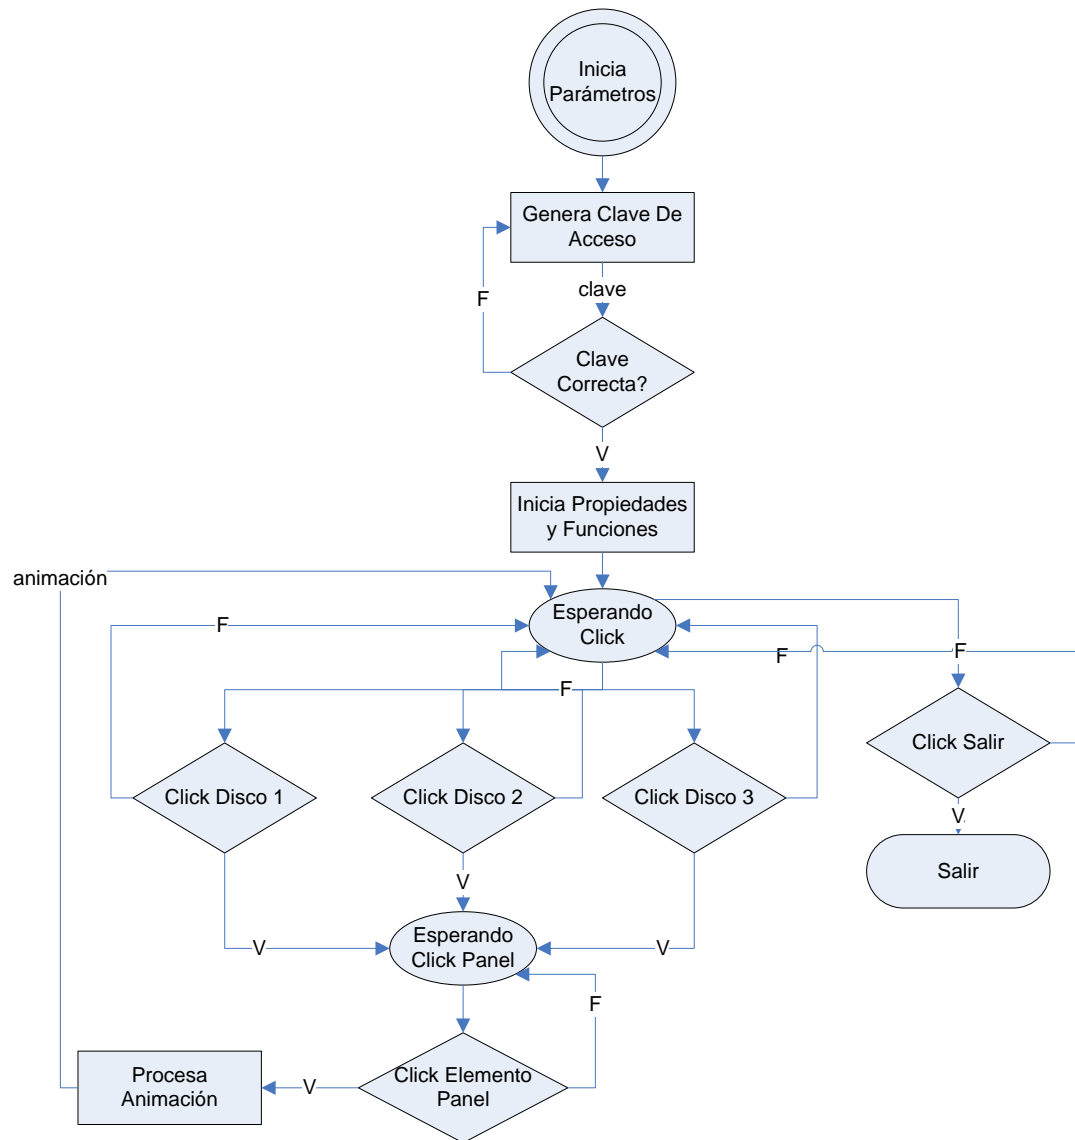 Inicia
Parámetros
Genera Clave De
Acceso
clave
F
Clave
Correcta?
V
Inicia Propiedades
y Funciones
animación
Esperando
Click
F
F
F
F
Click Disco 1
Click Disco 2
Click Disco 3
Click Salir
V
Salir
V
V
V
Esperando
Click Panel
F
Click Elemento
Panel
V
Procesa
Animación